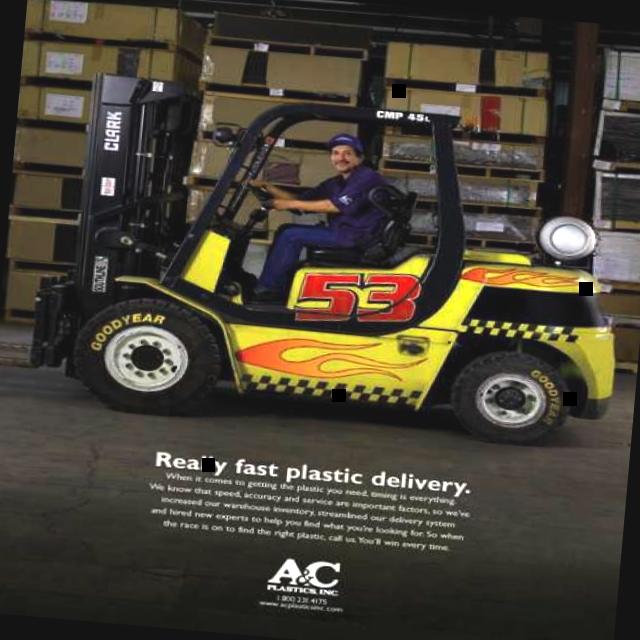 CLARK
CMP 45L
A&C
53
GOODYEAR
GOODYEAR
Really fast plastic delivery.
When it comes to getting the plastic you need, timing is everything.
We know that speed, accuracy and service are important factors, so we've
increased our warehouse inventory, streamlined our delivery system
and hired new experts to help you find what you're looking for. So when
the race is on to find the right plastic, call us. You'll win every time.
A&C
PLASTICS, INC
1.800.231.4175
www.acplasticsinc.com